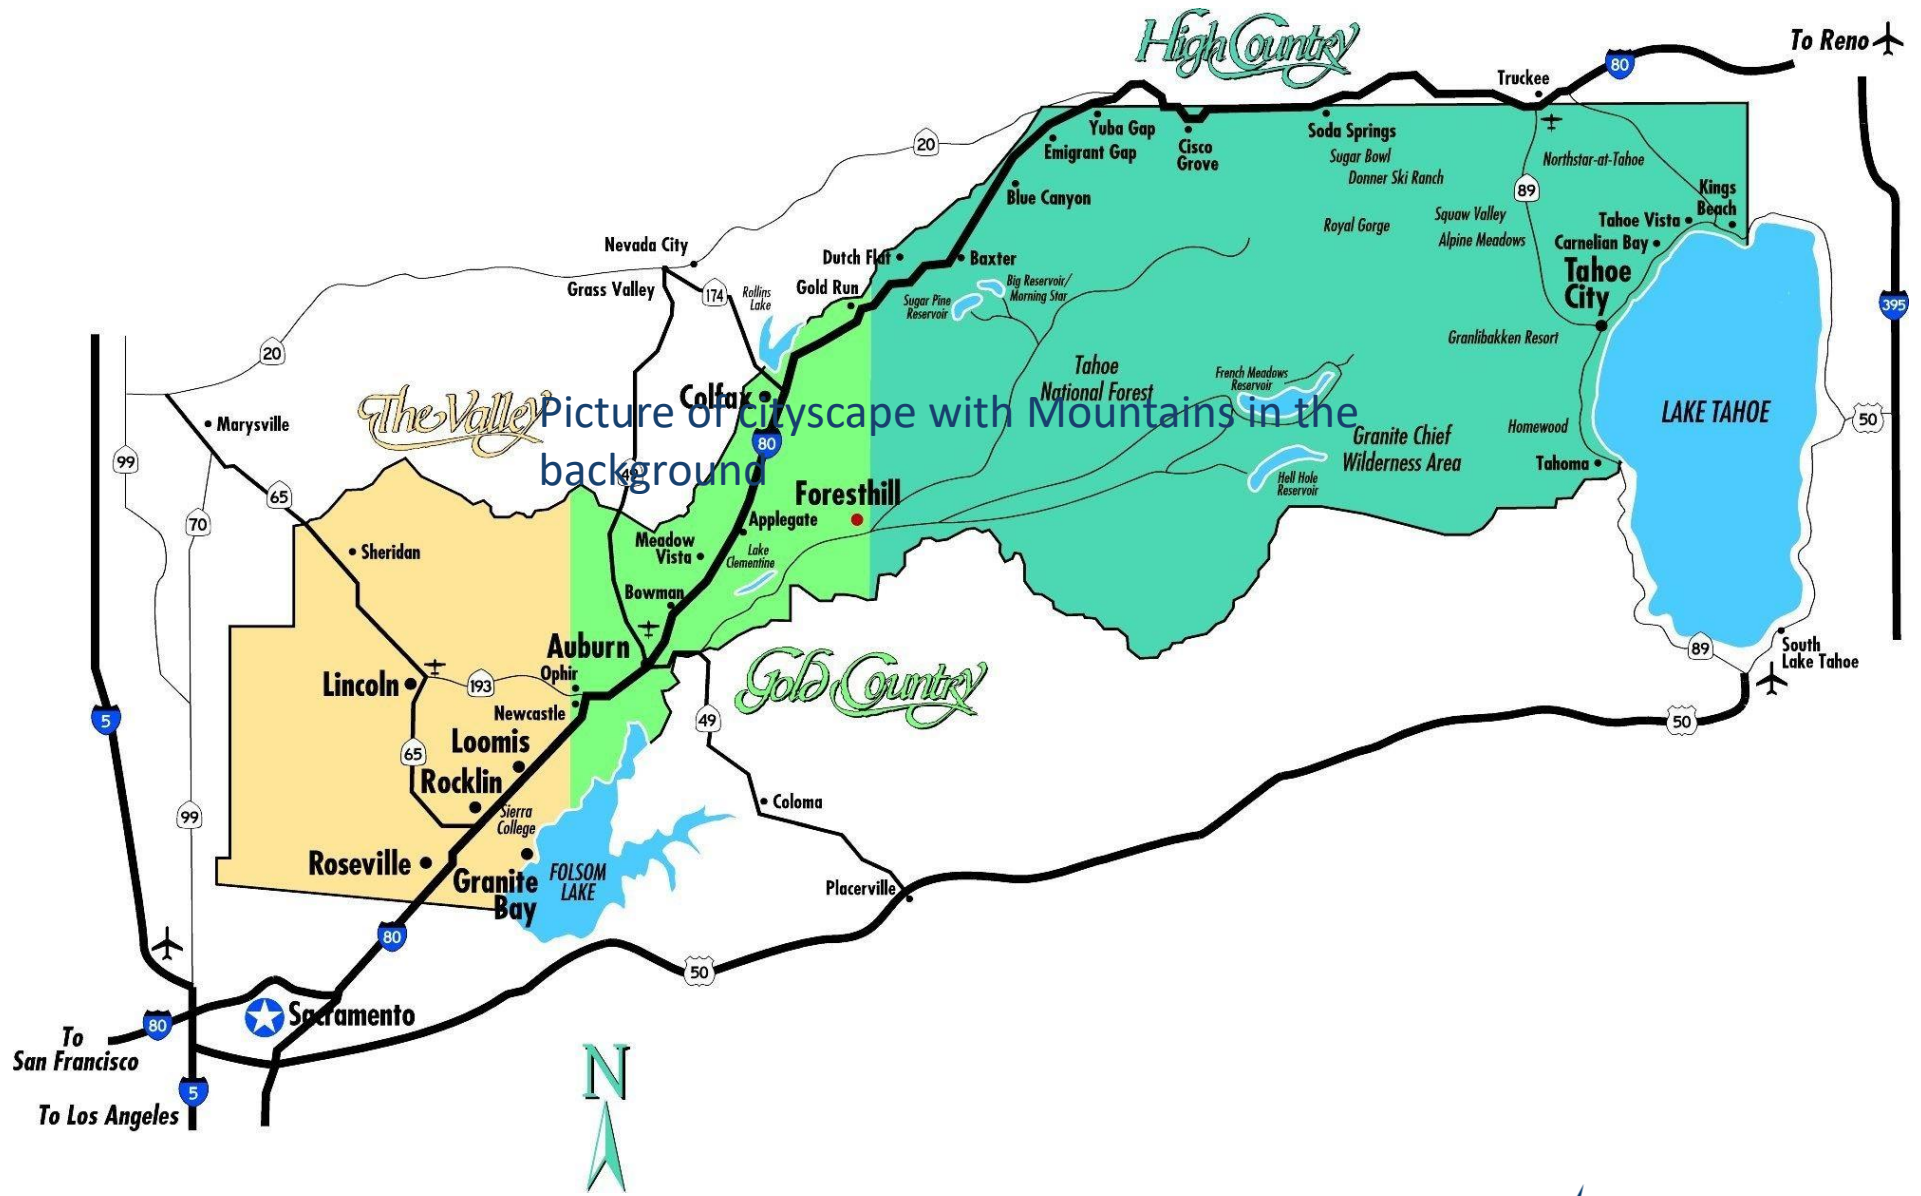 High Country
To Reno
80
Truckee
Yuba Gap
Emigrant Gap
Cisco
Grove
Soda Springs
Sugar Bowl
Donner Ski Ranch
Northstar-at-Tahoe
20
Blue Canyon
89
Kings
Beach
Royal Gorge
Squaw Valley
Alpine Meadows
Tahoe Vista
Carnelian Bay
Tahoe
City
Nevada City
Grass Valley
174
Rollins
Lake
Dutch Flat
Gold Run
Baxter
Sugar Pine
Reservoir
Big Reservoir/
Morning Star
395
20
Granlibakken Resort
Tahoe
National Forest
French Meadows
Reservoir
The Valley
Colfax
Picture of cityscape with Mountains in the
background
LAKE TAHOE
50
Marysville
80
Granite Chief
Wilderness Area
Homewood
Tahoma
99
65
49
Hell Hole
Reservoir
Foresthill
70
Sheridan
Applegate
Meadow
Vista
Lake
Clementine
Bowman
Auburn
Ophir
Lincoln
193
Newcastle
Gold Country
89
South
Lake Tahoe
5
49
50
Loomis
65
Rocklin
Sierra
College
Coloma
99
Roseville
Granite
Bay
FOLSOM
LAKE
Placerville
80
50
Sacramento
80
To
San Francisco
5
To Los Angeles
N